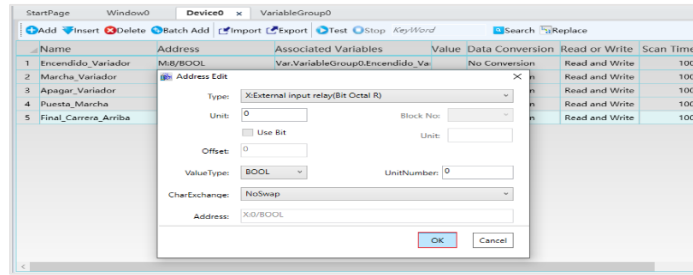 StartPage Window0 Device0 x VariableGroup0
Add Insert Delete Batch Add Import Export Test Stop KeyWord Search Replace
Name Address Associated Variables Value Data Conversion Read or Write Scan Time
1 Encendido_Variador M:8/BOOL Var.VariableGroup0.Encendido_Va No Conversion Read and Write 100
2 Marcha_Variador n Read and Write 100
3 Apagar_Variador n Read and Write 100
4 Puesta_Marcha n Read and Write 100
5 Final_Carrera_Arriba n Read and Write 100
Address Edit
Type: X:External input relay(Bit Octal R)
Unit: 0 Block No:
Use Bit Unit:
Offset: 0
ValueType: BOOL UnitNumber: 0
CharExchange: NoSwap
Address: X:0/BOOL
OK Cancel